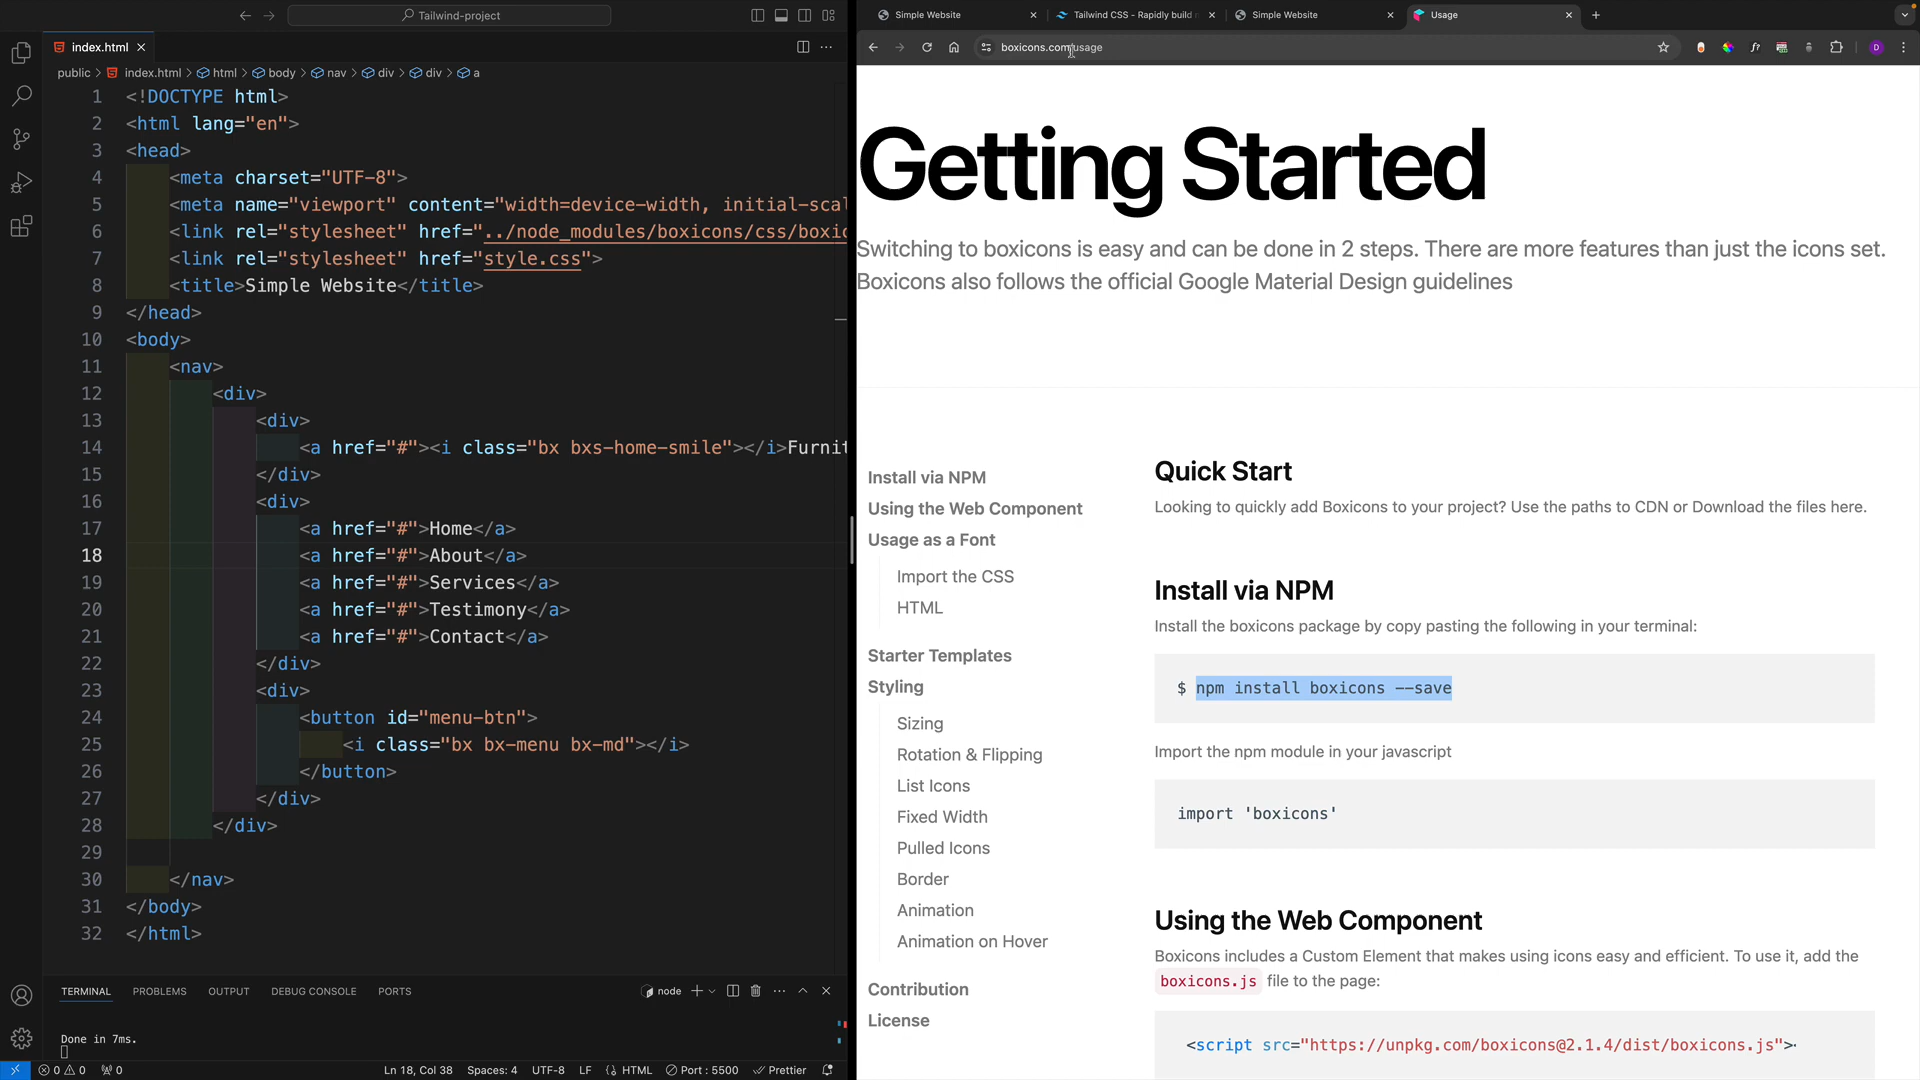 Tailwind-project
index.html
public > index.html > html > body > nav > div > div > a
1 <!DOCTYPE html>
2 <html lang="en">
3 <head>
4 <meta charset="UTF-8">
5 <meta name="viewport" content="width=device-width, initial-scal
6 <link rel="stylesheet" href="../node_modules/boxicons/css/boxic
7 <link rel="stylesheet" href="style.css">
8 <title>Simple Website</title>
9 </head>
10 <body>
11 <nav>
12 <div>
13 <div>
14 <a href="#"><i class="bx bxs-home-smile"></i>Furnit
15 </div>
16 <div>
17 <a href="#">Home</a>
18 <a href="#">About</a>
19 <a href="#">Services</a>
20 <a href="#">Testimony</a>
21 <a href="#">Contact</a>
22 </div>
23 <div>
24 <button id="menu-btn">
25 <i class="bx bx-menu bx-md"></i>
26 </button>
27 </div>
28 </div>
29
30 </nav>
31 </body>
32 </html>
TERMINAL PROBLEMS OUTPUT DEBUG CONSOLE PORTS node
Done in 7ms.
0 0 0 Ln 18, Col 38 Spaces: 4 UTF-8 LF HTML Port : 5500 Prettier
Simple Website Tailwind CSS - Rapidly build Simple Website Usage
boxicons.com/usage
D
Getting Started
Switching to boxicons is easy and can be done in 2 steps. There are more features than just the icons set.
Boxicons also follows the official Google Material Design guidelines
Install via NPM
Using the Web Component
Usage as a Font
Import the CSS
HTML
Starter Templates
Styling
Sizing
Rotation & Flipping
List Icons
Fixed Width
Pulled Icons
Border
Animation
Animation on Hover
Contribution
License
Quick Start
Looking to quickly add Boxicons to your project? Use the paths to CDN or Download the files here.
Install via NPM
Install the boxicons package by copy pasting the following in your terminal:
$ npm install boxicons --save
Import the npm module in your javascript
import 'boxicons'
Using the Web Component
Boxicons includes a Custom Element that makes using icons easy and efficient. To use it, add the
boxicons.js file to the page:
<script src="https://unpkg.com/boxicons@2.1.4/dist/boxicons.js">